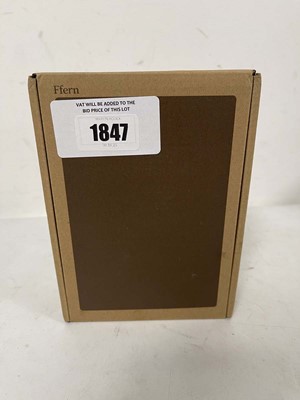 Ffern
VAT WILL BE ADDED TO THE
BID PRICE OF THIS LOT
1847